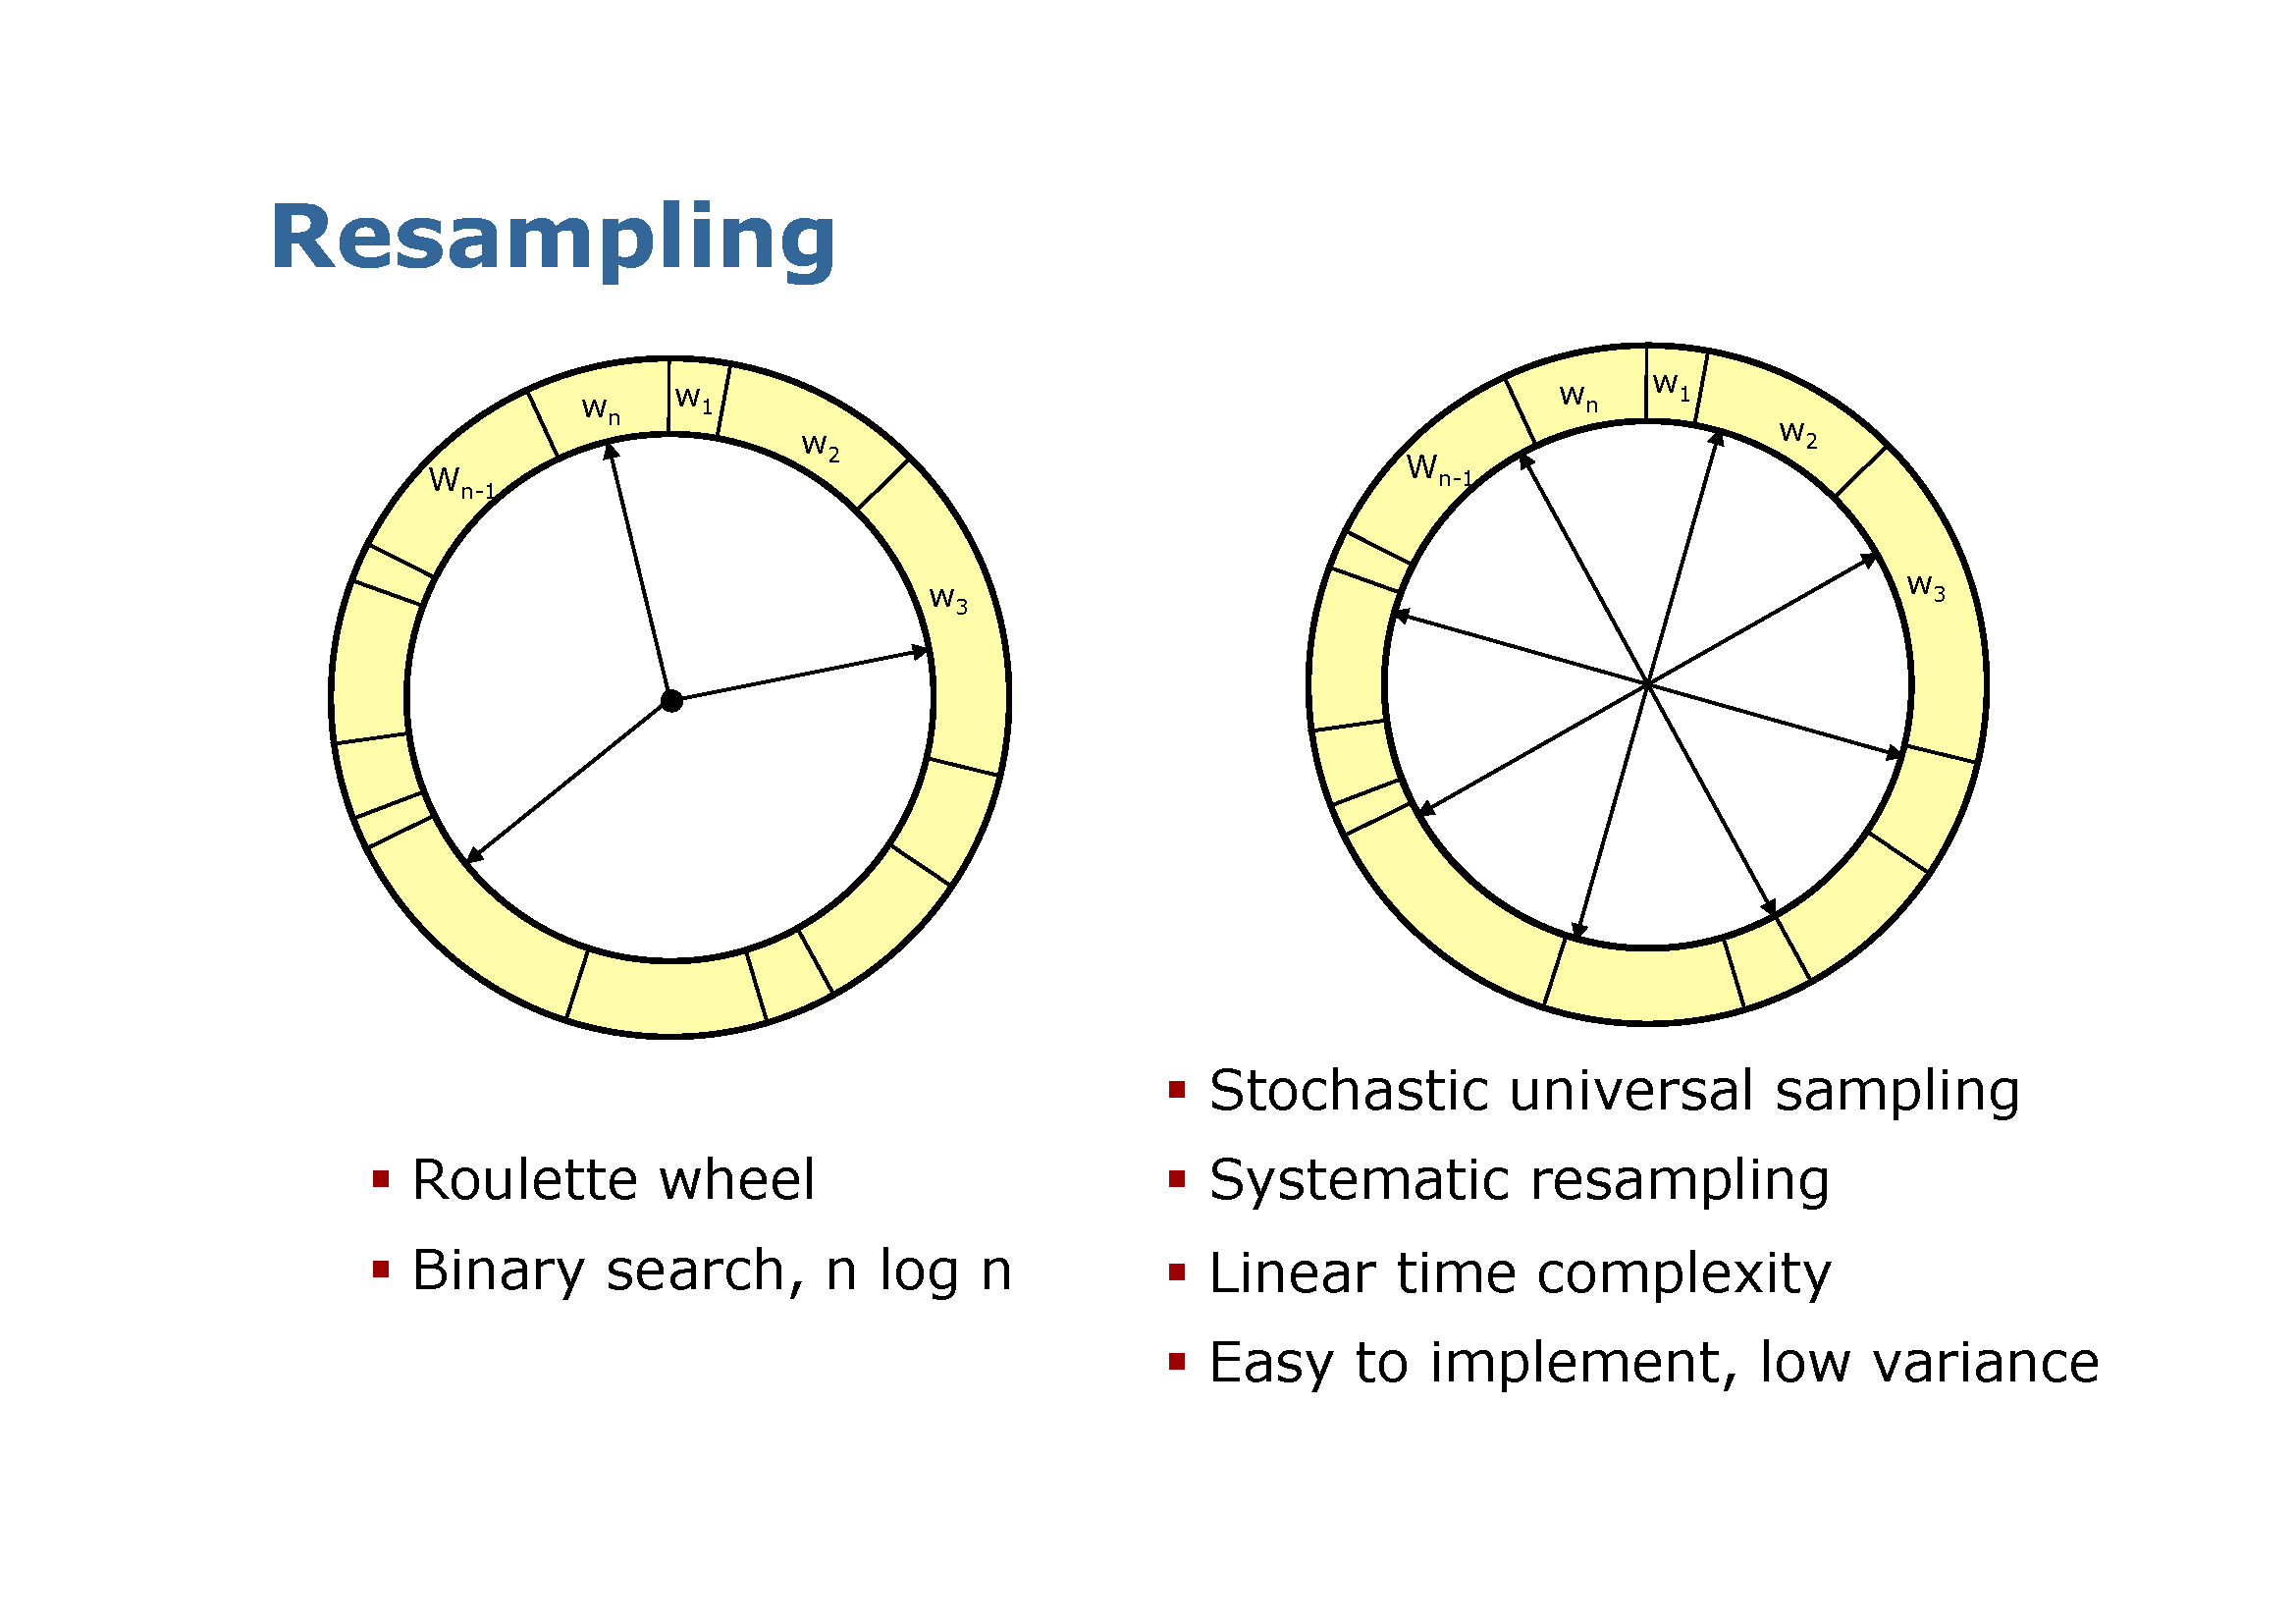 Resampling
wn
w1
w2
Wn-1
w3
wn
w1
w2
Wn-1
w3
▪ Roulette wheel
▪ Binary search, n log n
▪ Stochastic universal sampling
▪ Systematic resampling
▪ Linear time complexity
▪ Easy to implement, low variance